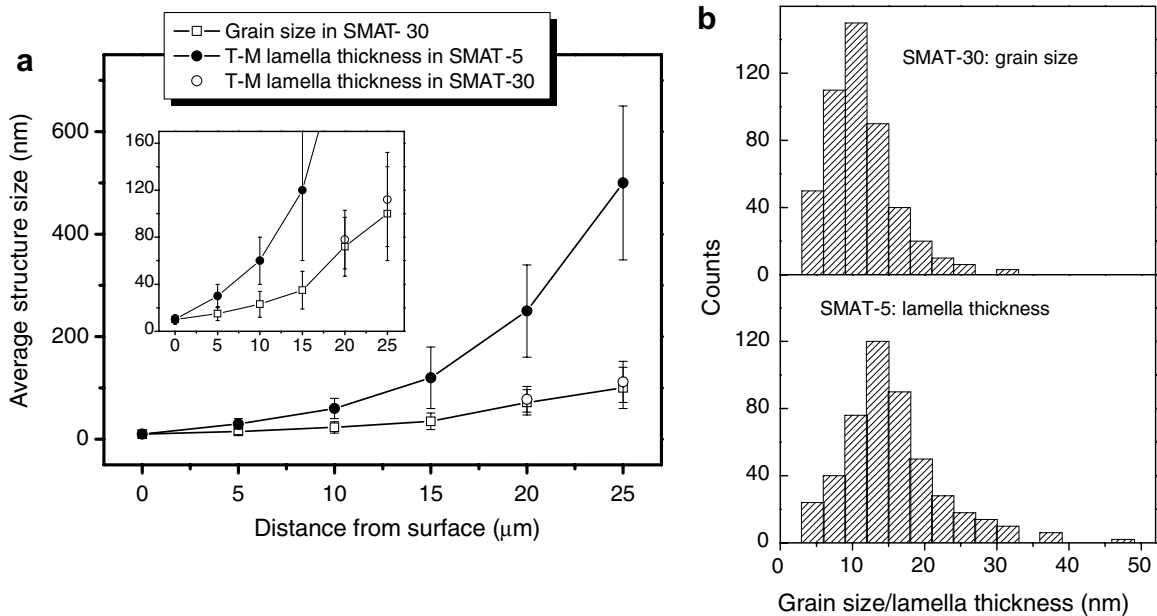 a
Grain size in SMAT- 30
T-M lamella thickness in SMAT-5
T-M lamella thickness in SMAT-30
Average structure size (nm)
600
400
200
0
0 5 10 15 20 25
Distance from surface (μm)
160
120
80
40
0
0 5 10 15 20 25
b
SMAT-30: grain size
120
80
40
0
SMAT-5: lamella thickness
120
80
40
0
Counts
0 10 20 30 40 50
Grain size/lamella thickness (nm)